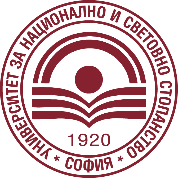 УНИВЕРСИТЕТ ЗА НАЦИОНАЛНО И СВЕТОВНО СТОПАНСТВО
1920
* СОФИЯ *